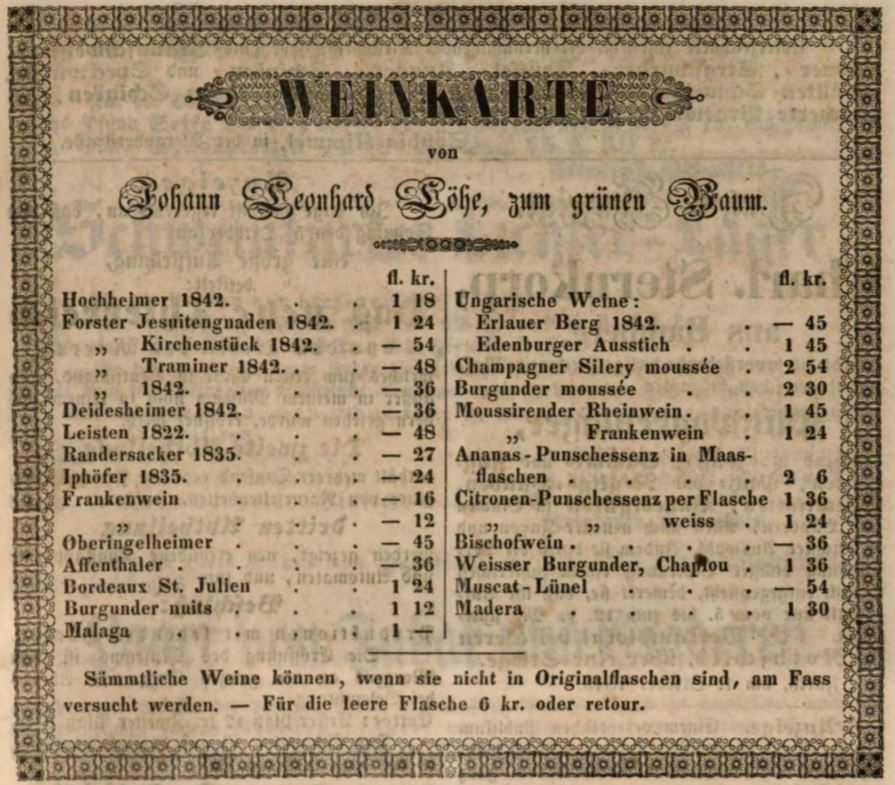 WEINKARTE
von
Johann Leonhard Löhe, zum grünen Baum.
fl. kr.
Hochheimer 1842. . . 1 18
Forster Jesuitengnaden 1842. . 1 24
„ Kirchenstück 1842. . — 54
„ Traminer 1842. . . — 48
„ 1842. . . . — 36
Deidesheimer 1842. . . — 36
Leisten 1822. . . . — 48
Randersacker 1835. . . — 27
Iphöfer 1835. . . . — 24
Frankenwein . . . — 16
„ . . . — 12
Oberingelheimer . . . — 45
Affenthaler . . . . — 36
Bordeaux St. Julien . . 1 24
Burgunder nuits . . . 1 12
Malaga . . . . 1 —
fl. kr.
Ungarische Weine:
Erlauer Berg 1842. . . — 45
Edenburger Ausstich . . 1 45
Champagner Silery moussée . 2 54
Burgunder moussée . . 2 30
Moussirender Rheinwein. . . 1 45
„ Frankenwein . 1 24
Ananas-Punschessenz in Maas-
flaschen . . . . 2 6
Citronen-Punschessenz per Flasche 1 36
„ „ weiss . 1 24
Bischofwein . . . . — 36
Weisser Burgunder, . 1 36
Muscat-Lünel . . . — 54
Madera . . . . 1 30
Sämmtliche Weine können, wenn sie nicht in Originalflaschen sind, am Fass
versucht werden. — Für die leere Flasche 6 kr. oder retour.